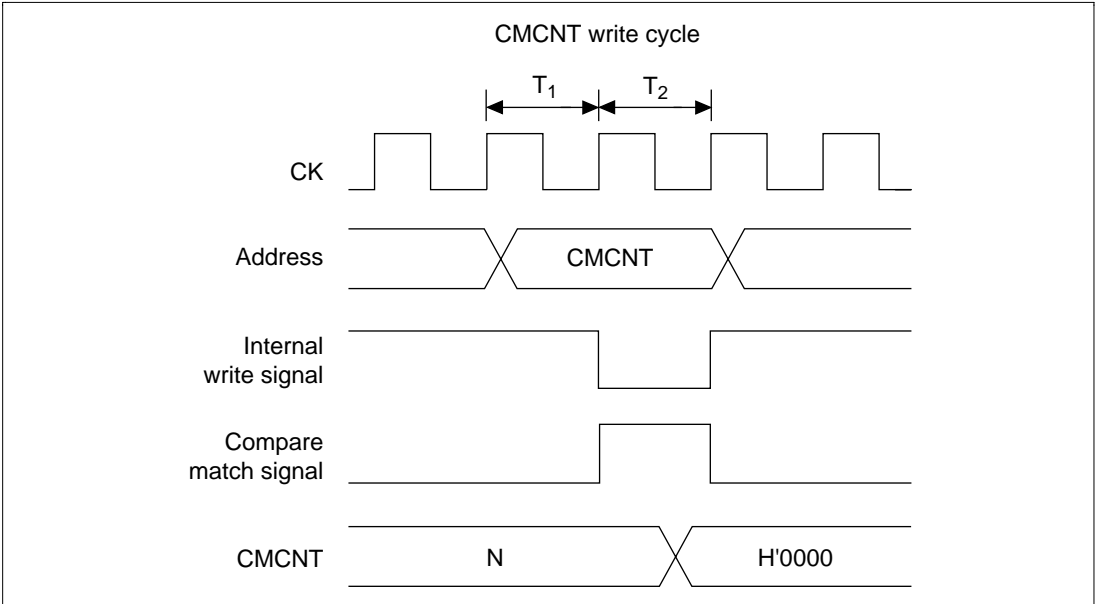 CMCNT write cycle
T1 T2
CK
Address CMCNT
Internal
write signal
Compare
match signal
CMCNT N H'0000